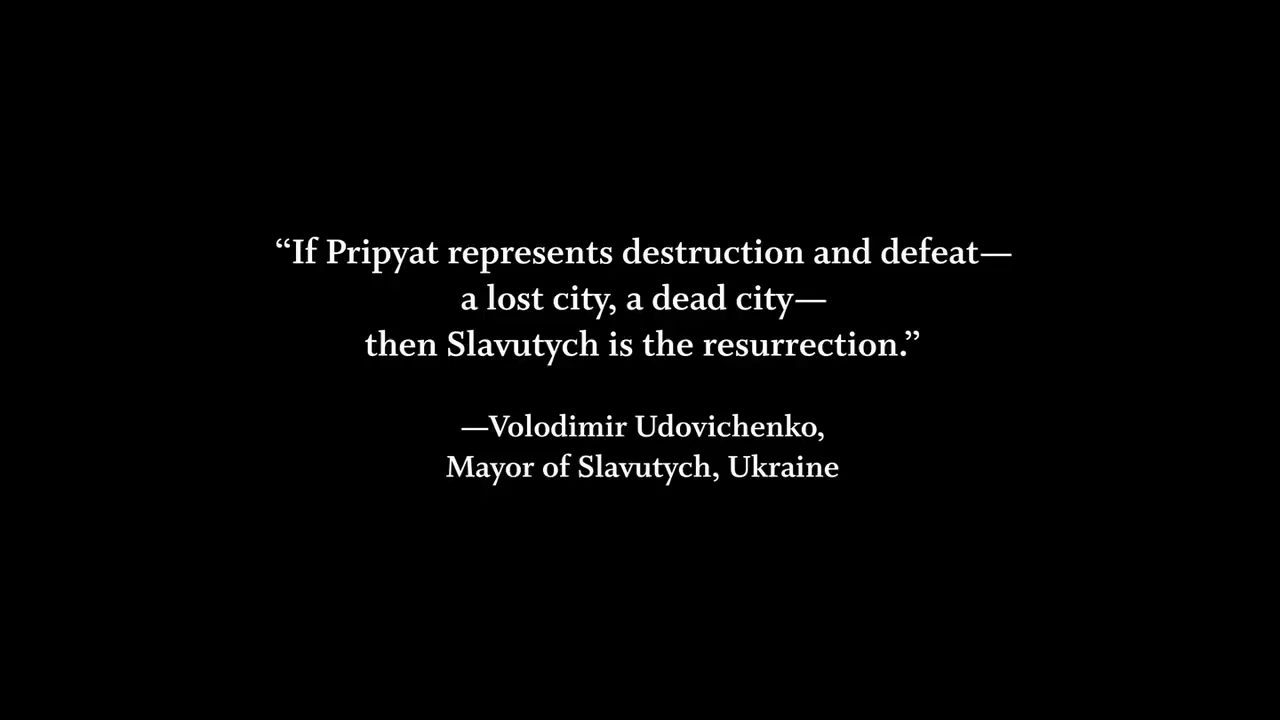 “If Pripyat represents destruction and defeat—
a lost city, a dead city—
then Slavutych is the resurrection.”
—Volodimir Udovichenko,
Mayor of Slavutych, Ukraine